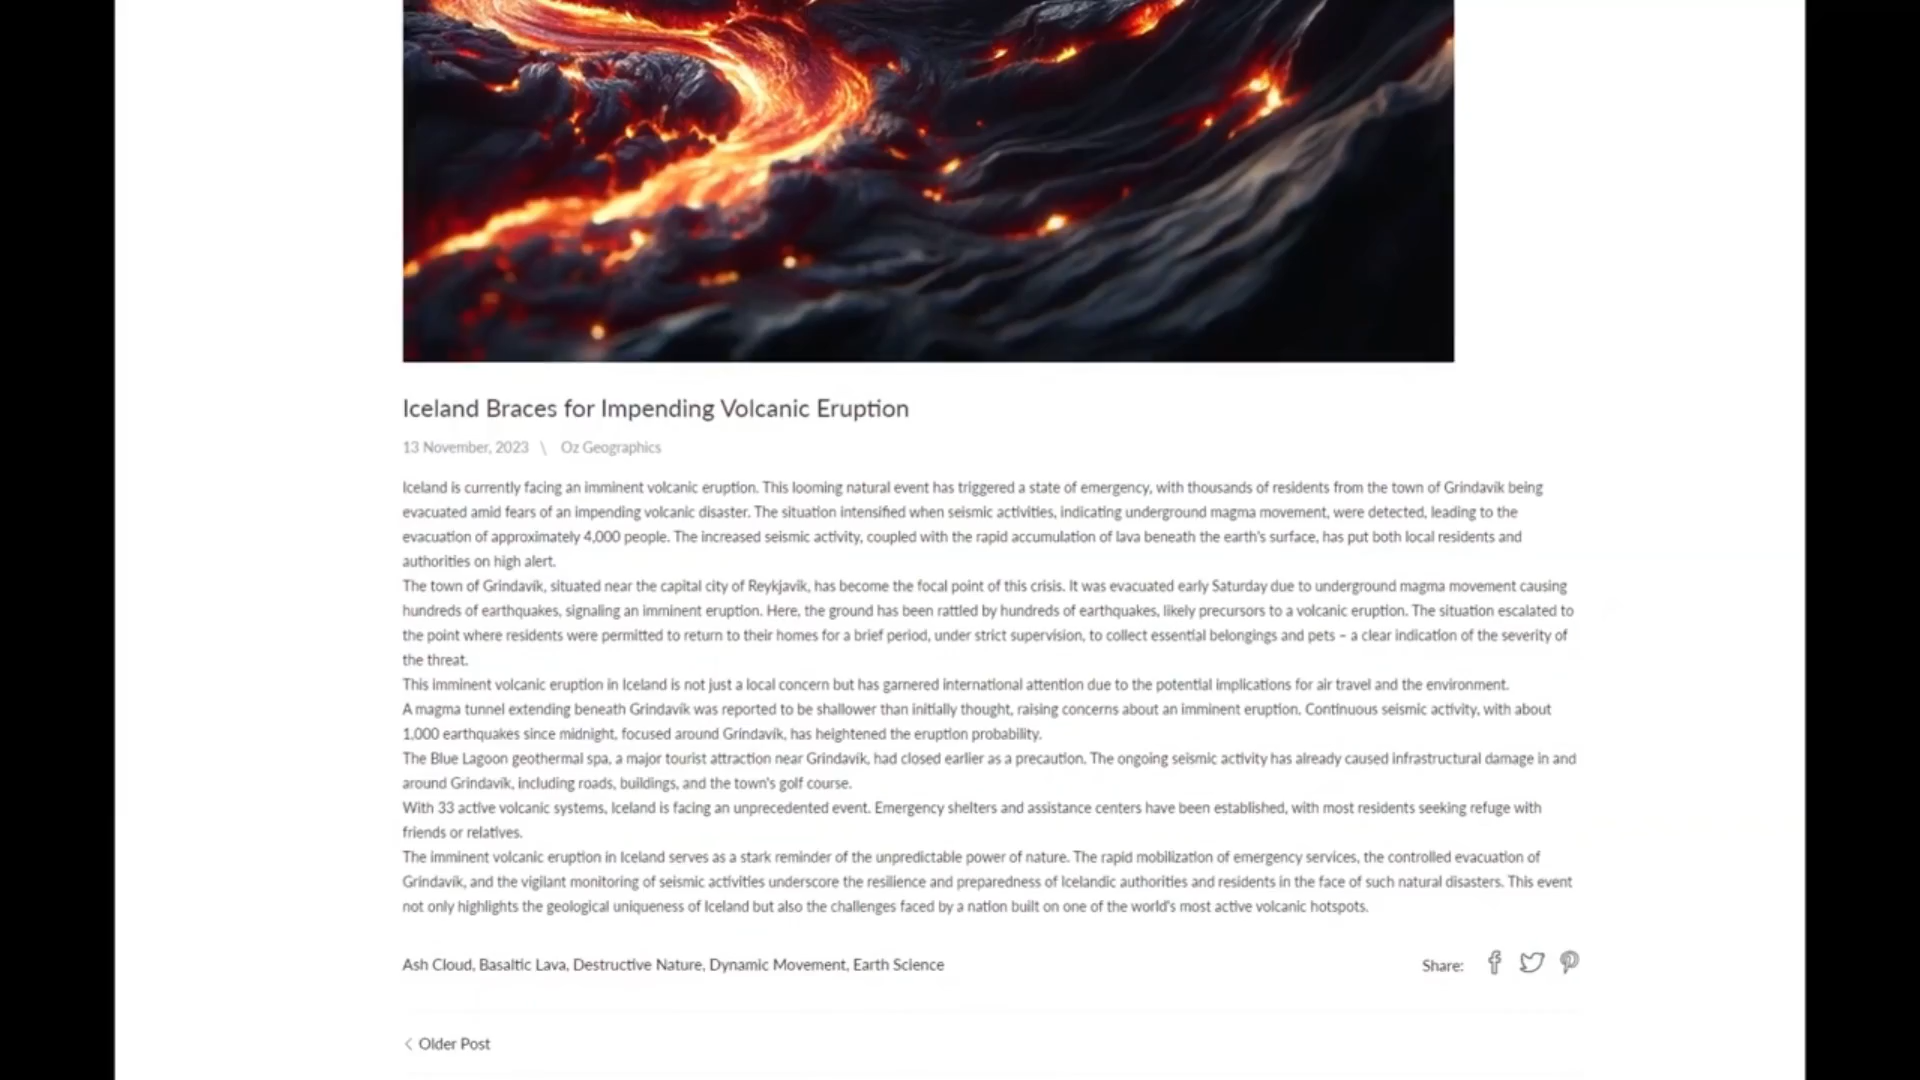 Iceland Braces for Impending Volcanic Eruption
13 November, 2023 \ Oz Geographics
Iceland is currently facing an imminent volcanic eruption. This looming natural event has triggered a state of emergency, with thousands of residents from the town of Grindavík being
evacuated amid fears of an impending volcanic disaster. The situation intensified when seismic activities, indicating underground magma movement, were detected, leading to the
evacuation of approximately 4,000 people. The increased seismic activity, coupled with the rapid accumulation of lava beneath the earth's surface, has put both local residents and
authorities on high alert.
The town of Grindavík, situated near the capital city of Reykjavík, has become the focal point of this crisis. It was evacuated early Saturday due to underground magma movement causing
hundreds of earthquakes, signaling an imminent eruption. Here, the ground has been rattled by hundreds of earthquakes, likely precursors to a volcanic eruption. The situation escalated to
the point where residents were permitted to return to their homes for a brief period, under strict supervision, to collect essential belongings and pets – a clear indication of the severity of
the threat.
This imminent volcanic eruption in Iceland is not just a local concern but has garnered international attention due to the potential implications for air travel and the environment.
A magma tunnel extending beneath Grindavík was reported to be shallower than initially thought, raising concerns about an imminent eruption. Continuous seismic activity, with about
1,000 earthquakes since midnight, focused around Grindavík, has heightened the eruption probability.
The Blue Lagoon geothermal spa, a major tourist attraction near Grindavík, had closed earlier as a precaution. The ongoing seismic activity has already caused infrastructural damage in and
around Grindavík, including roads, buildings, and the town's golf course.
With 33 active volcanic systems, Iceland is facing an unprecedented event. Emergency shelters and assistance centers have been established, with most residents seeking refuge with
friends or relatives.
The imminent volcanic eruption in Iceland serves as a stark reminder of the unpredictable power of nature. The rapid mobilization of emergency services, the controlled evacuation of
Grindavík, and the vigilant monitoring of seismic activities underscore the resilience and preparedness of Icelandic authorities and residents in the face of such natural disasters. This event
not only highlights the geological uniqueness of Iceland but also the challenges faced by a nation built on one of the world's most active volcanic hotspots.
Ash Cloud, Basaltic Lava, Destructive Nature, Dynamic Movement, Earth Science
Share:
< Older Post